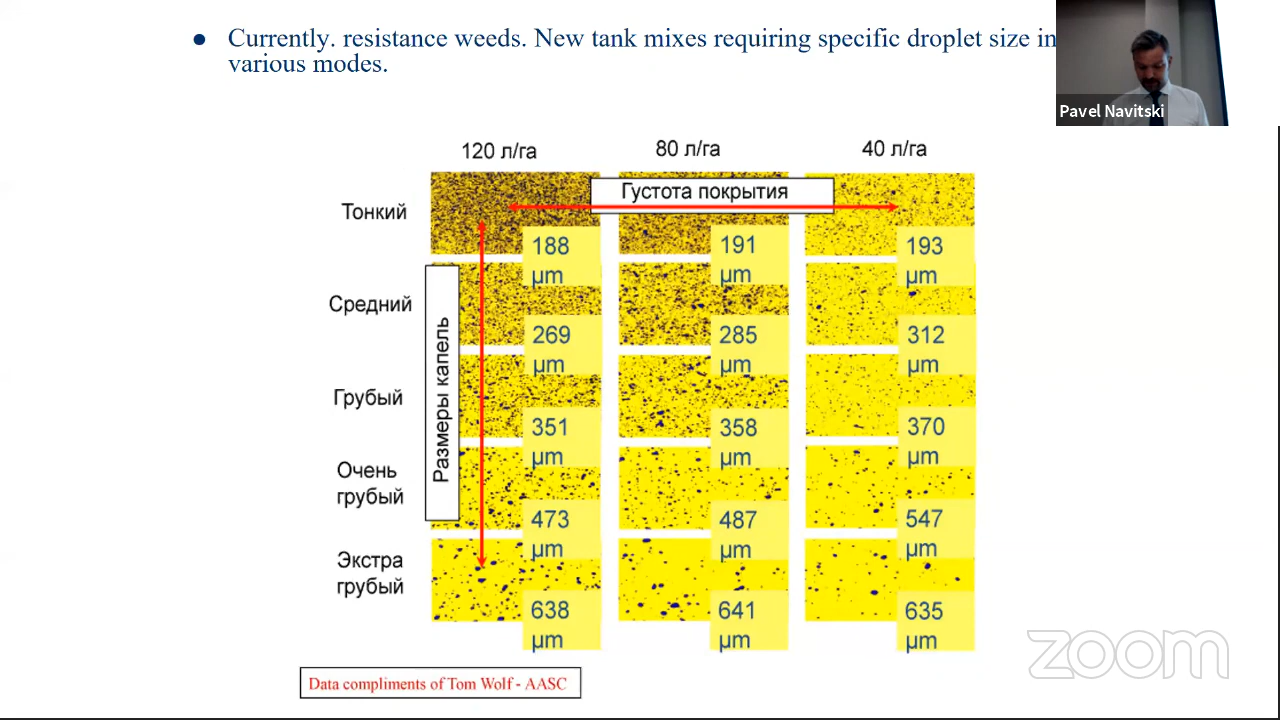 Currently. resistance weeds. New tank mixes requiring specific droplet size in
various modes.
Pavel Navitski
120 л/га 80 л/га 40 л/га
Густота покрытия
Тонкий
188 191 193
µm µm µm
Средний
Размеры капель
269 285 312
µm µm µm
Грубый
351 358 370
µm µm µm
Очень
грубый
473 487 547
µm µm µm
Экстра
грубый
638 641 635
µm µm µm
Data compliments of Tom Wolf - AASC
zoom